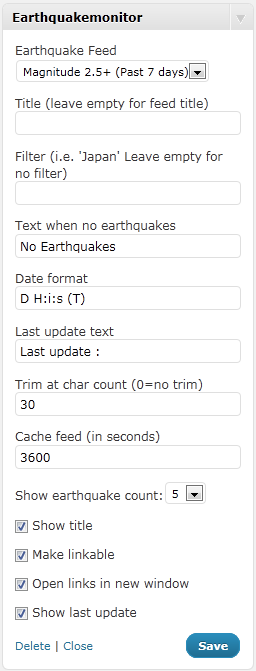 Earthquakemonitor
Earthquake Feed
Magnitude 2.5+ (Past 7 days)
Title (leave empty for feed title)
Filter (i.e. 'Japan' Leave empty for
no filter)
Text when no earthquakes
No Earthquakes
Date format
D H:i:s (T)
Last update text
Last update :
Trim at char count (0=no trim)
30
Cache feed (in seconds)
3600
Show earthquake count: 5
Show title
Make linkable
Open links in new window
Show last update
Delete | Close Save